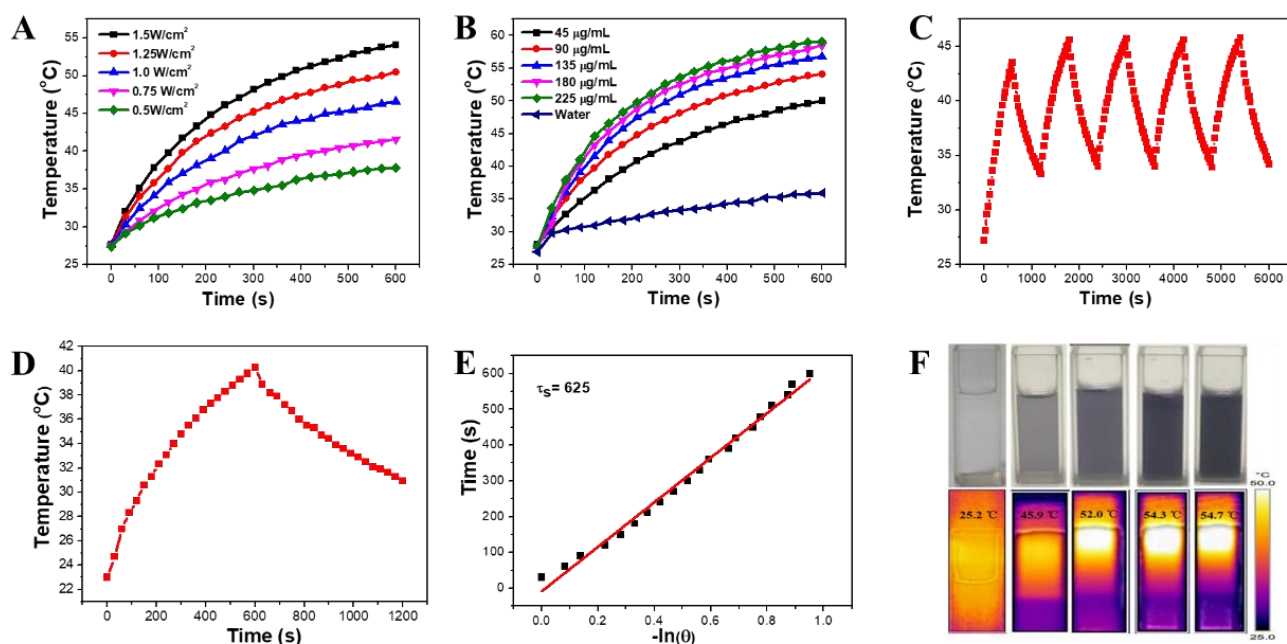 A
1.5W/cm²
1.25W/cm²
1.0 W/cm²
0.75 W/cm²
0.5W/cm²
Temperature (°C)
55
50
45
40
35
30
25
0 100 200 300 400 500 600
Time (s)
B
45 μg/mL
90 μg/mL
135 μg/mL
180 μg/mL
225 μg/mL
Water
Temperature (°C)
60
55
50
45
40
35
30
25
0 100 200 300 400 500 600
Time (s)
C
Temperature (°C)
45
40
35
30
25
0 1000 2000 3000 4000 5000 6000
Time (s)
D
Temperature (°C)
42
40
38
36
34
32
30
28
26
24
22
0 200 400 600 800 1000 1200
Time (s)
E
τs= 625
Time (s)
600
500
400
300
200
100
0
0.0 0.2 0.4 0.6 0.8 1.0
-ln(θ)
F
25.2 ℃ 45.9 ℃ 52.0 ℃ 54.3 ℃ 54.7 ℃
°C
50.0
25.0